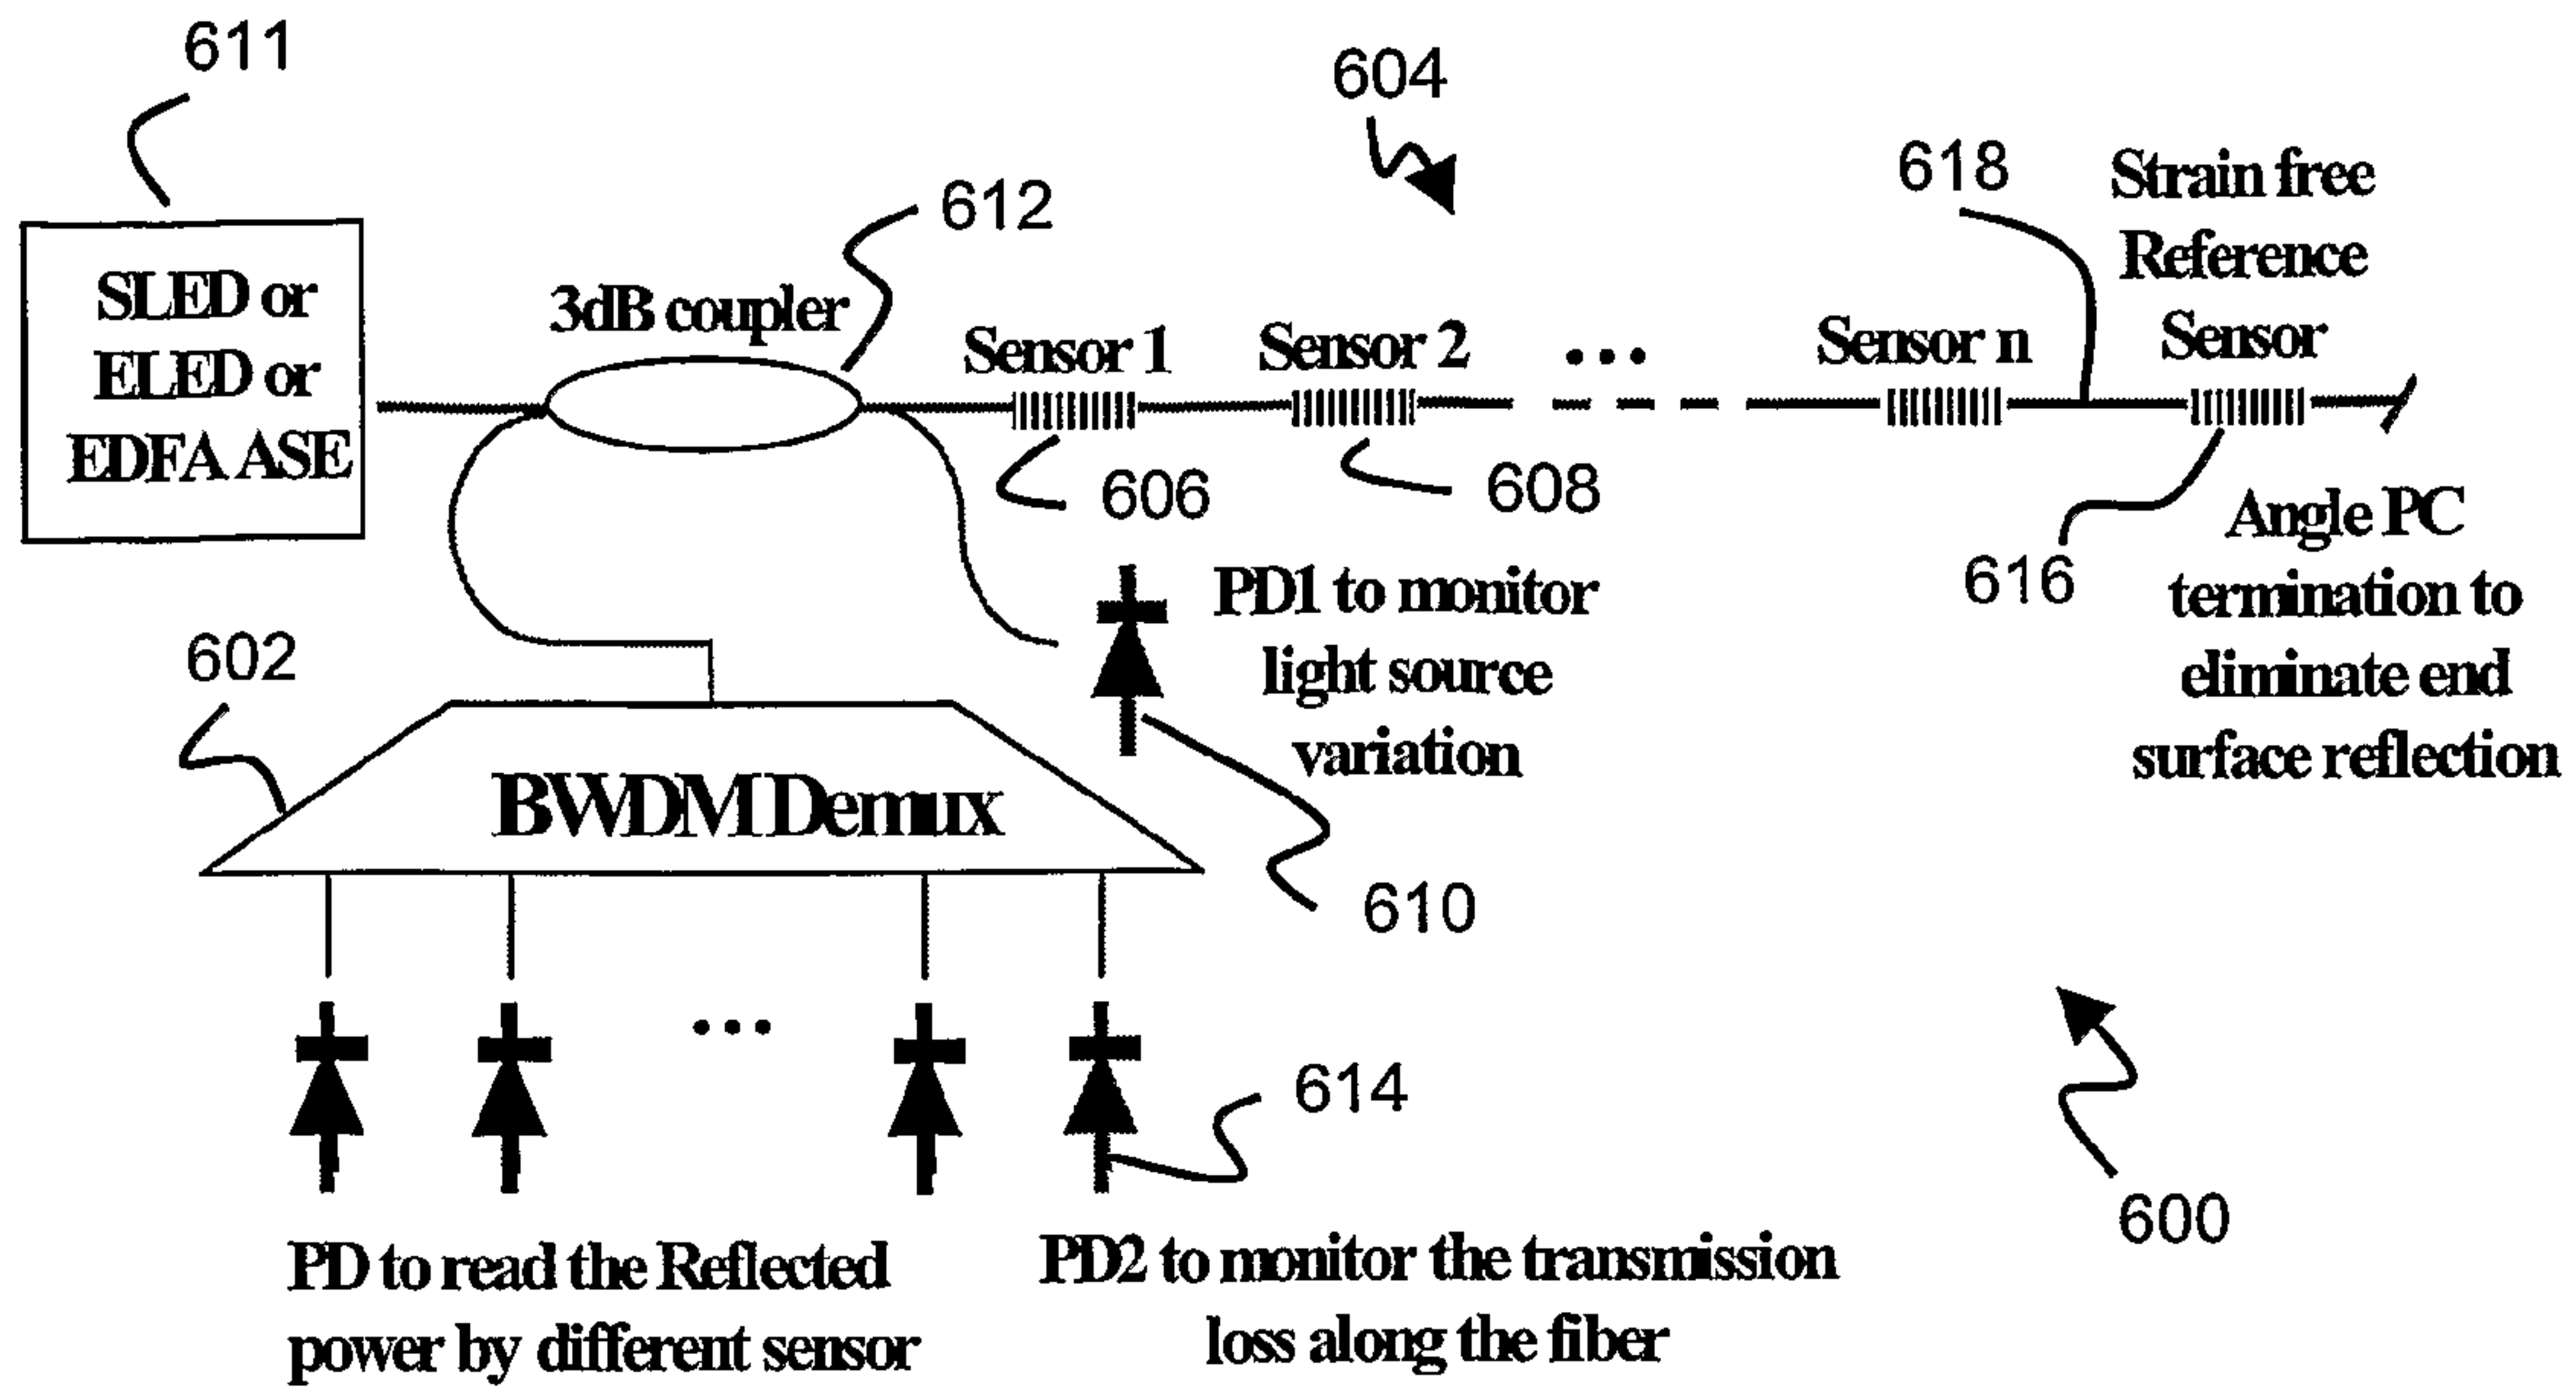 611
604
618
Strain free
Reference
Sensor
612
SLED or
ELED or
EDFA ASE
3dB coupler
Sensor 1
Sensor 2
...
Sensor n
606
608
616
Angle PC
termination to
eliminate end
surface reflection
PD1 to monitor
light source
variation
602
BWDM Demux
610
...
614
600
PD to read the Reflected
power by different sensor
PD2 to monitor the transmission
loss along the fiber